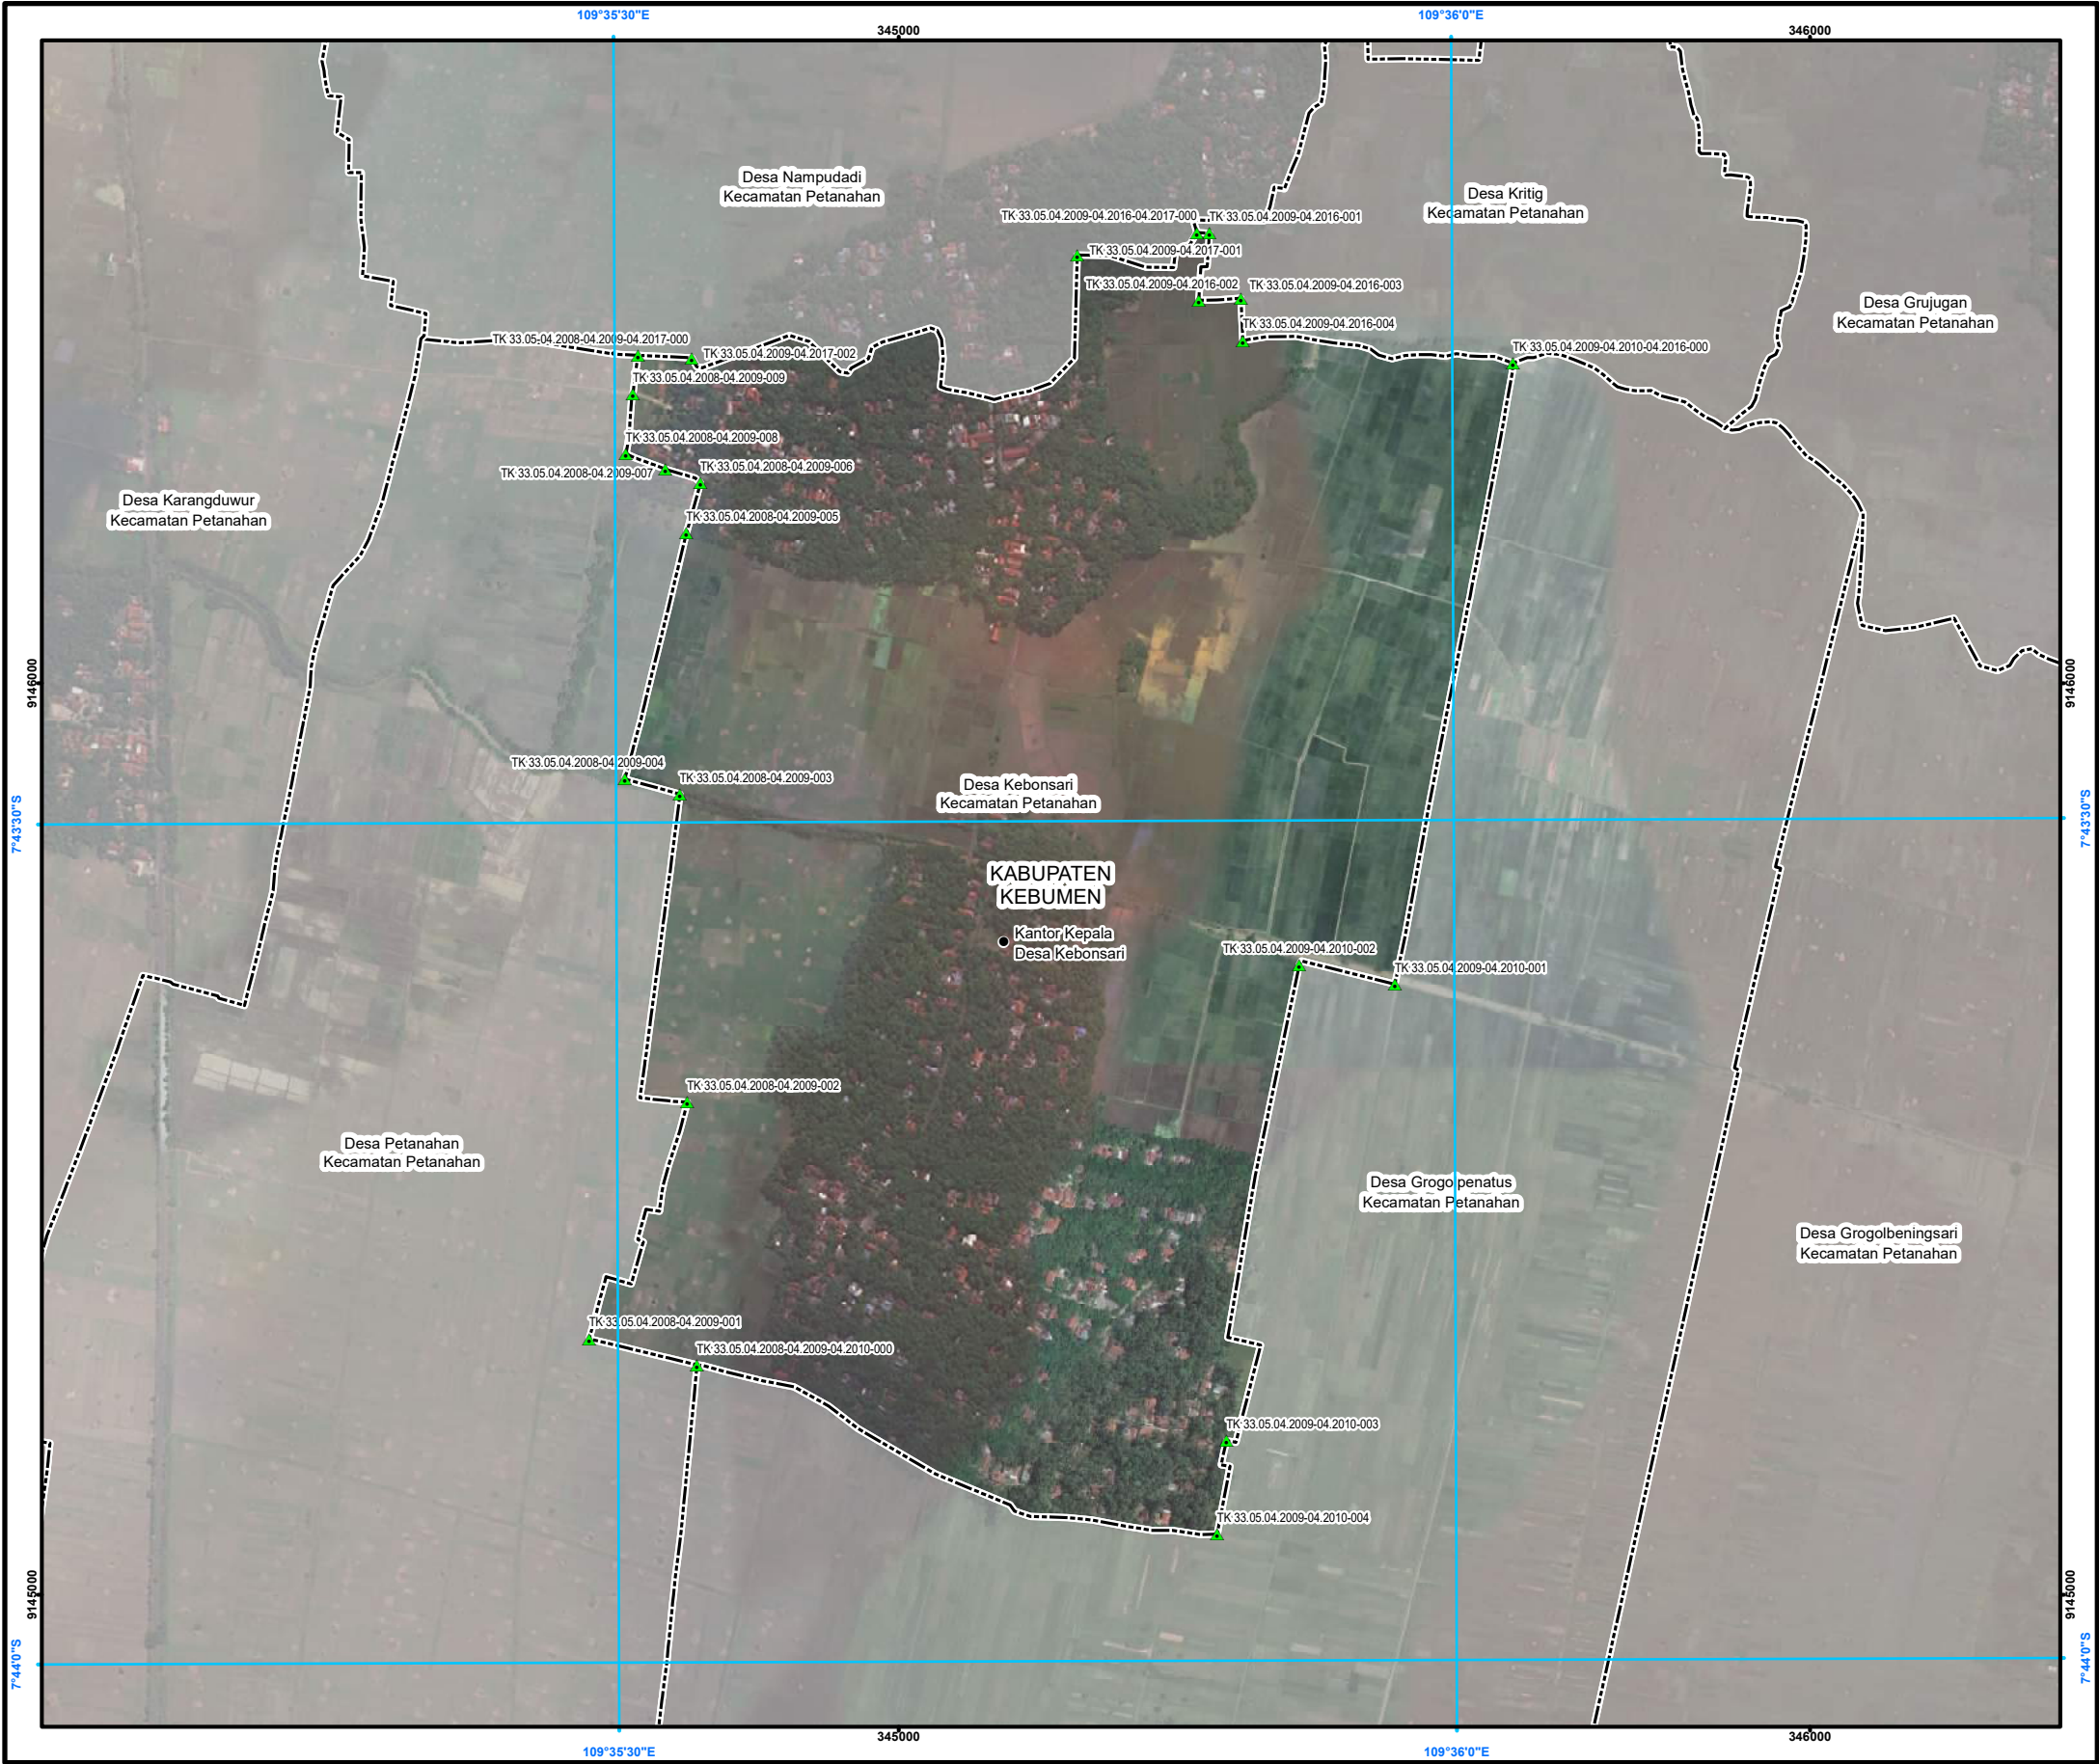 109°35'30"E
109°36'0"E
345000
346000
Desa Nampudadi
Kecamatan Petanahan
Desa Kritig
Kecamatan Petanahan
TK 33.05.04.2009-04.2016-04.2017-000
TK 33.05.04.2009-04.2016-001
TK 33.05.04.2009-04.2017-001
TK 33.05.04.2009-04.2016-002
TK 33.05.04.2009-04.2016-003
Desa Grujugan
Kecamatan Petanahan
TK 33.05.04.2009-04.2016-004
TK 33.05-04.2008-04.2009-04.2017-000
TK 33.05.04.2009-04.2017-002
TK 33.05.04.2009-04.2010-04.2016-000
TK 33.05.04.2008-04.2009-009
TK 33.05.04.2008-04.2009-008
TK 33.05.04.2008-04.2009-007
TK 33.05.04.2008-04.2009-006
Desa Karangduwur
Kecamatan Petanahan
TK 33.05.04.2008-04.2009-005
9146000
9146000
TK 33.05.04.2008-04.2009-004
TK 33.05.04.2008-04.2009-003
Desa Kebonsari
Kecamatan Petanahan
7°43'30"S
7°43'30"S
KABUPATEN
KEBUMEN
Kantor Kepala
Desa Kebonsari
TK 33.05.04.2009-04.2010-002
TK 33.05.04.2009-04.2010-001
TK 33.05.04.2008-04.2009-002
Desa Petanahan
Kecamatan Petanahan
Desa Grogolpenatus
Kecamatan Petanahan
Desa Grogolbeningsari
Kecamatan Petanahan
TK 33.05.04.2008-04.2009-001
TK 33.05.04.2008-04.2009-04.2010-000
TK 33.05.04.2009-04.2010-003
TK 33.05.04.2009-04.2010-004
9145000
9145000
7°44'0"S
7°44'0"S
345000
346000
109°35'30"E
109°36'0"E